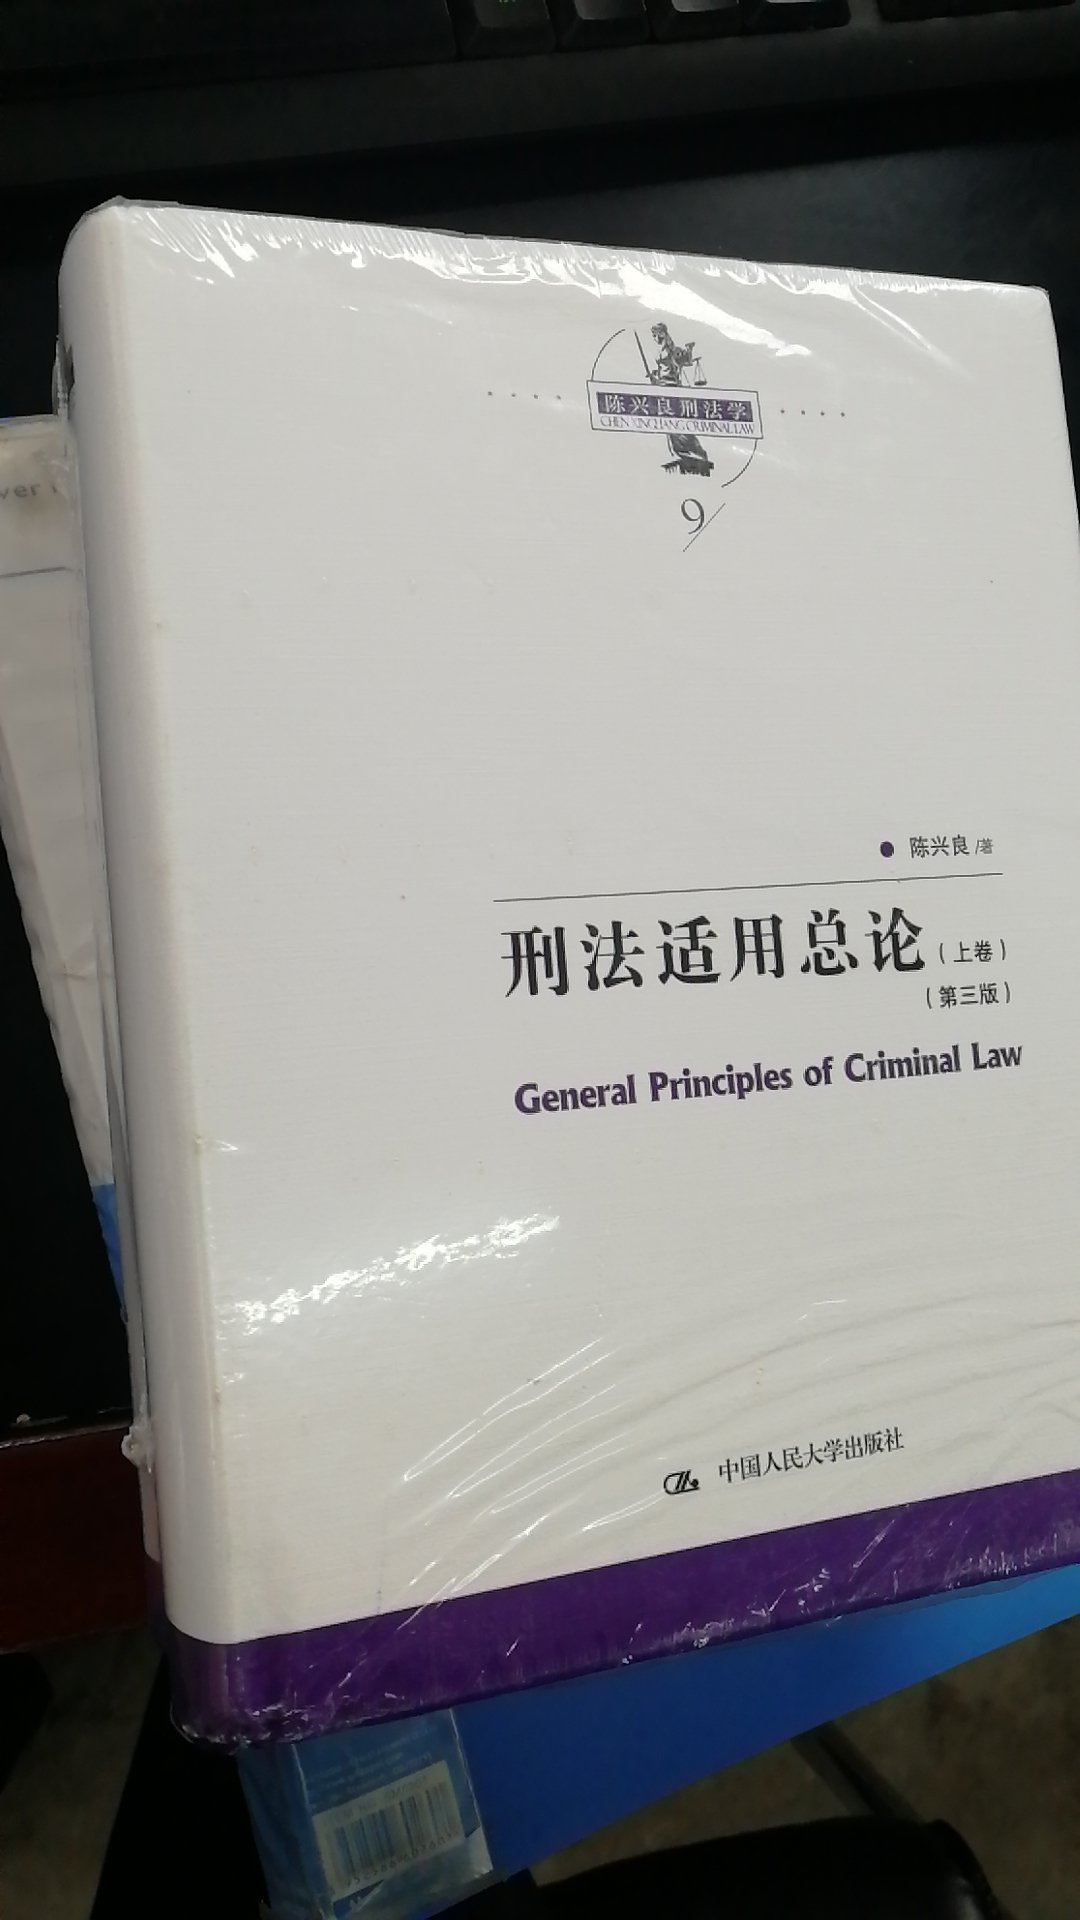 陈兴良刑法学
CHEN XINGLIANG CRIMINAL LAW
9
ver
陈兴良/著
刑法适用总论(上卷)
(第三版)
General Principles of Criminal Law
中国人民大学出版社